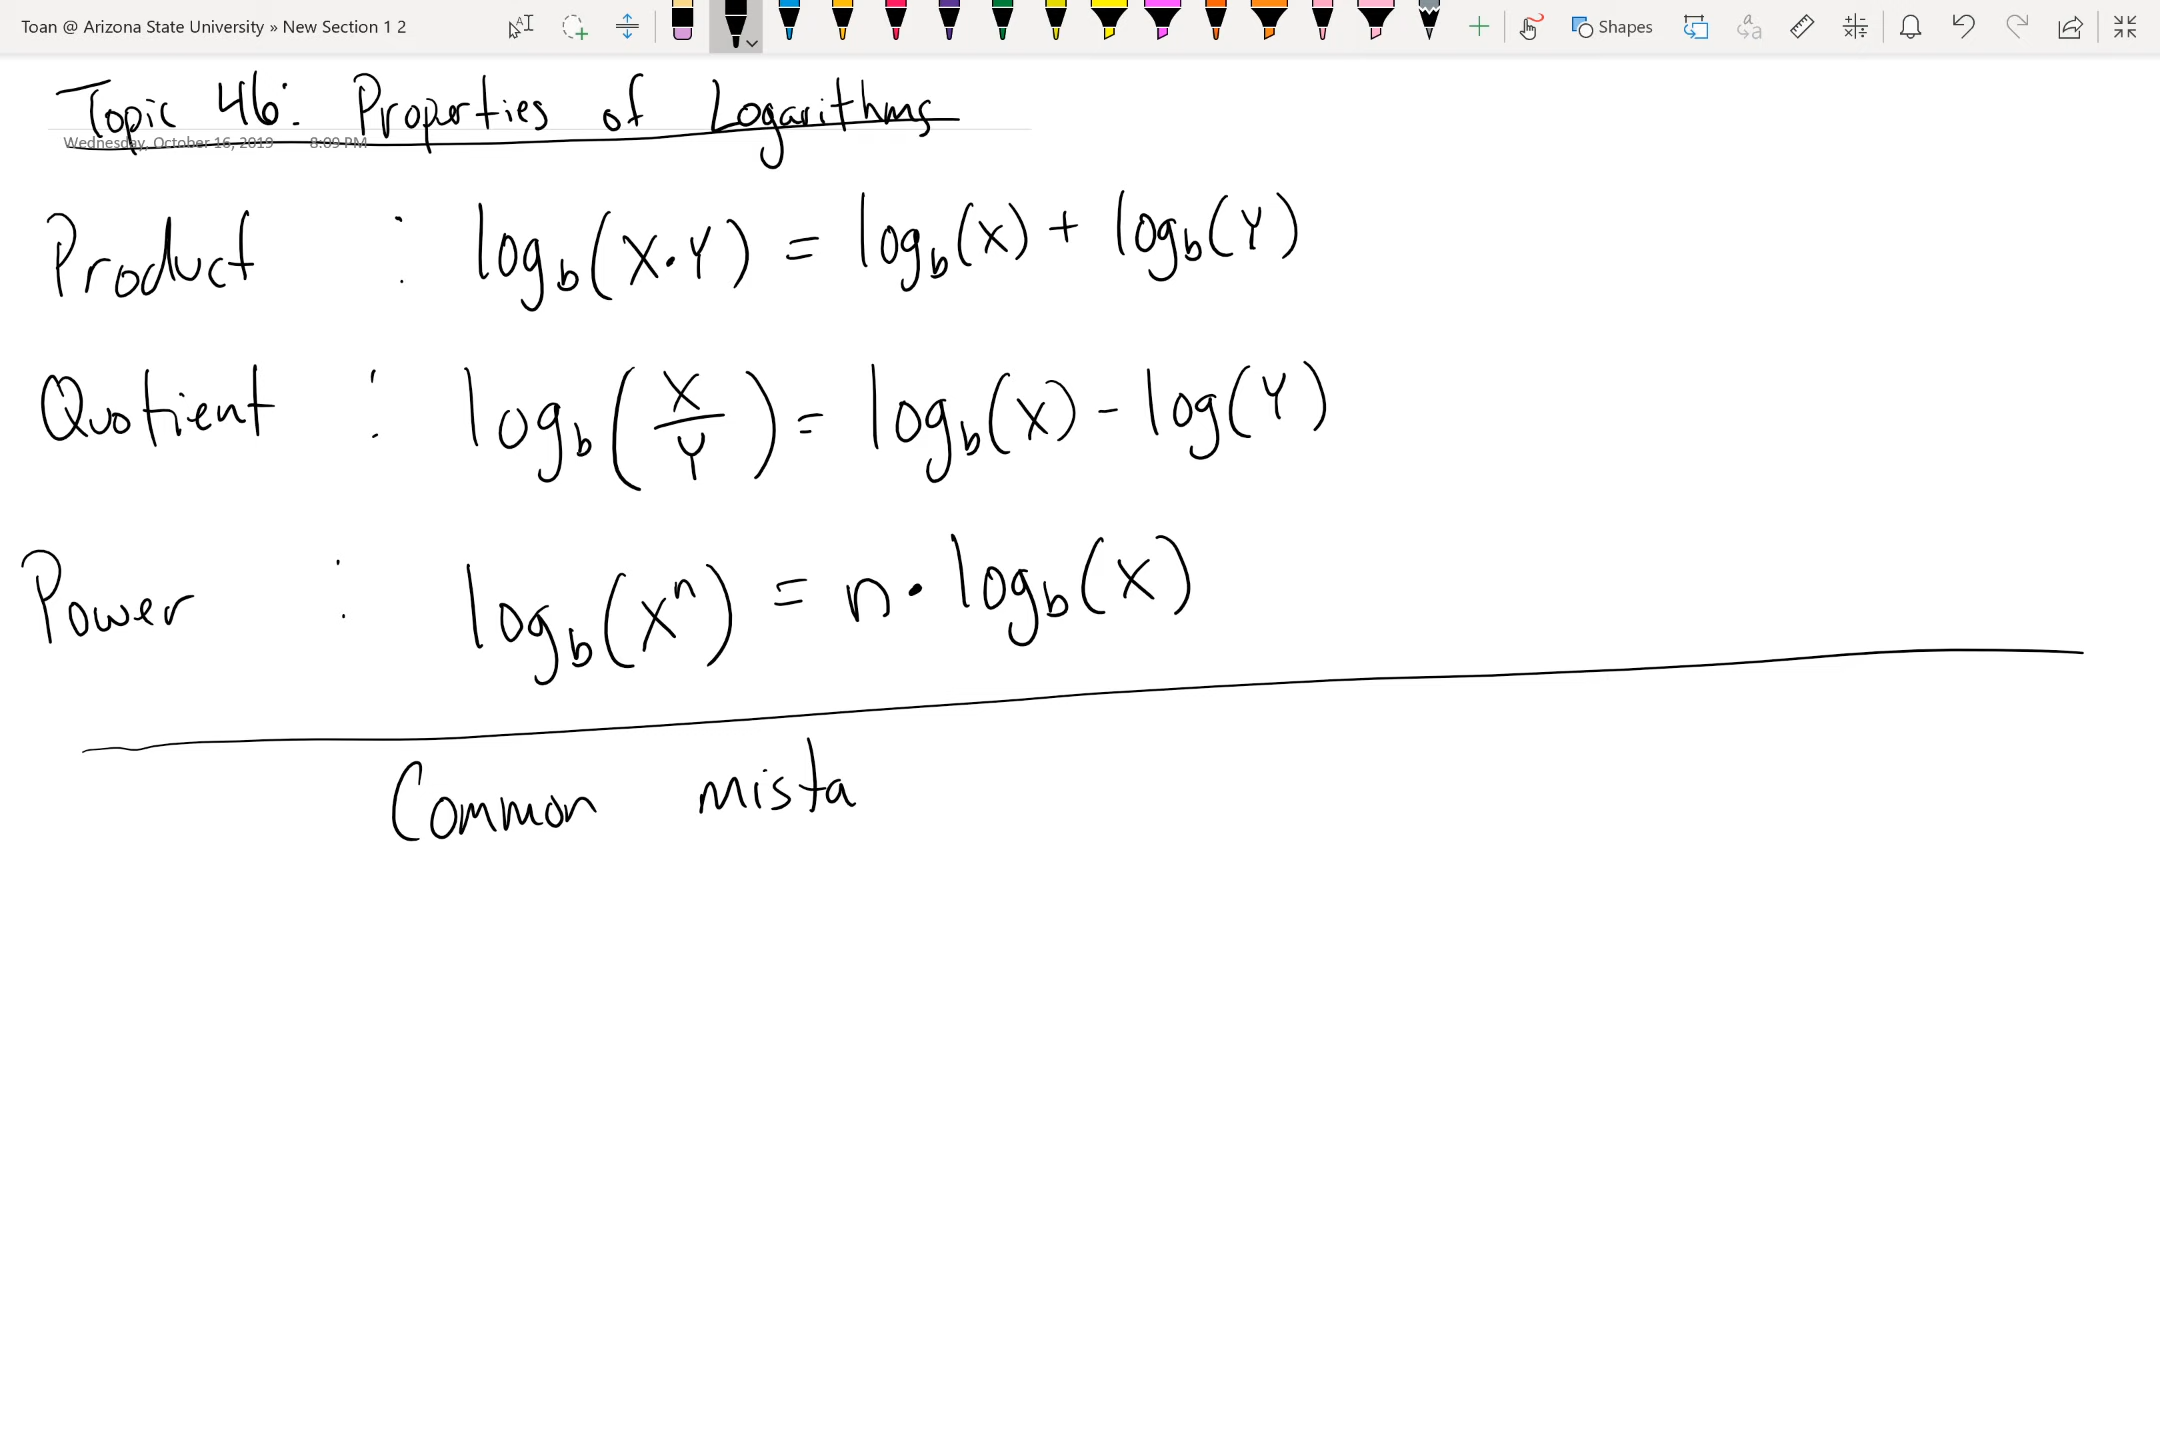 Toan @ Arizona State University » New Section 1 2
Shapes
Topic 46: Properties of Logarithms
Wednesday, October 16, 2019 8:09 PM
Product : log_b(X·Y) = log_b(X) + log_b(Y)
Quotient : log_b(X/Y) = log_b(X) - log(Y)
Power : log_b(X^n) = n · log_b(X)
Common mista